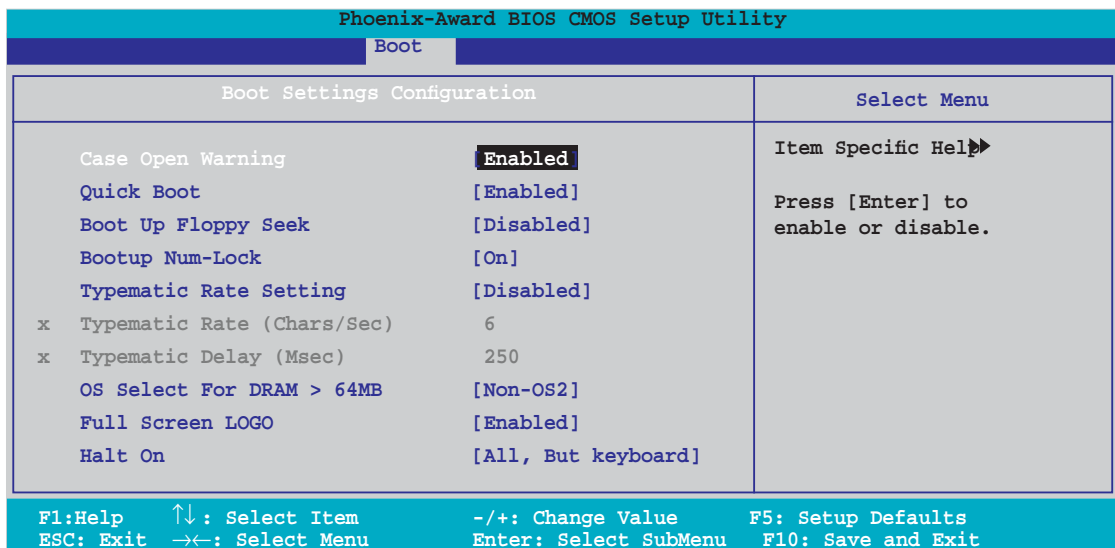 Phoenix-Award BIOS CMOS Setup Utility
Boot
Boot Settings Configuration
Select Menu
Case Open Warning [Enabled]
Quick Boot [Enabled]
Boot Up Floppy Seek [Disabled]
Bootup Num-Lock [On]
Typematic Rate Setting [Disabled]
x Typematic Rate (Chars/Sec) 6
x Typematic Delay (Msec) 250
OS Select For DRAM > 64MB [Non-OS2]
Full Screen LOGO [Enabled]
Halt On [All, But keyboard]
Item Specific Help
Press [Enter] to
enable or disable.
F1:Help ↑↓: Select Item -/+: Change Value F5: Setup Defaults
ESC: Exit →←: Select Menu Enter: Select SubMenu F10: Save and Exit